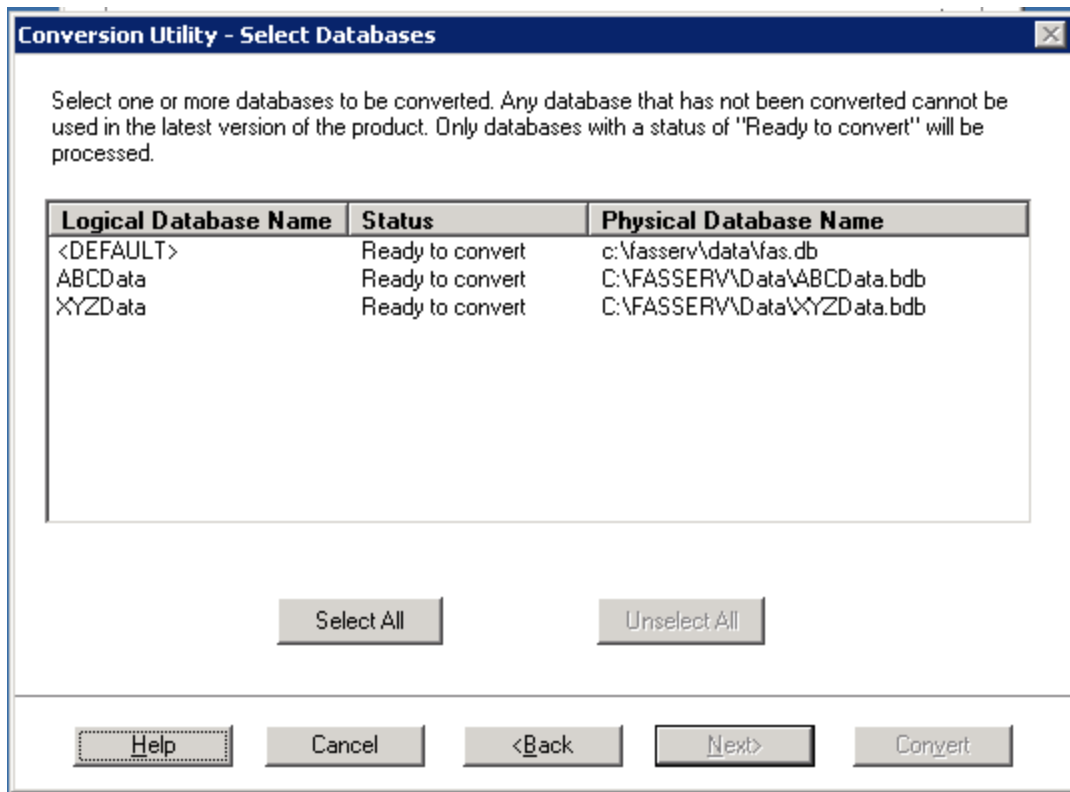 Conversion Utility - Select Databases
Select one or more databases to be converted. Any database that has not been converted cannot be
used in the latest version of the product. Only databases with a status of "Ready to convert" will be
processed.
Logical Database Name Status Physical Database Name
<DEFAULT> Ready to convert c:\fasserv\data\fas.db
ABCData Ready to convert C:\FASSERV\Data\ABCData.bdb
XYZData Ready to convert C:\FASSERV\Data\XYZData.bdb
Select All Unselect All
Help Cancel <Back Next> Convert